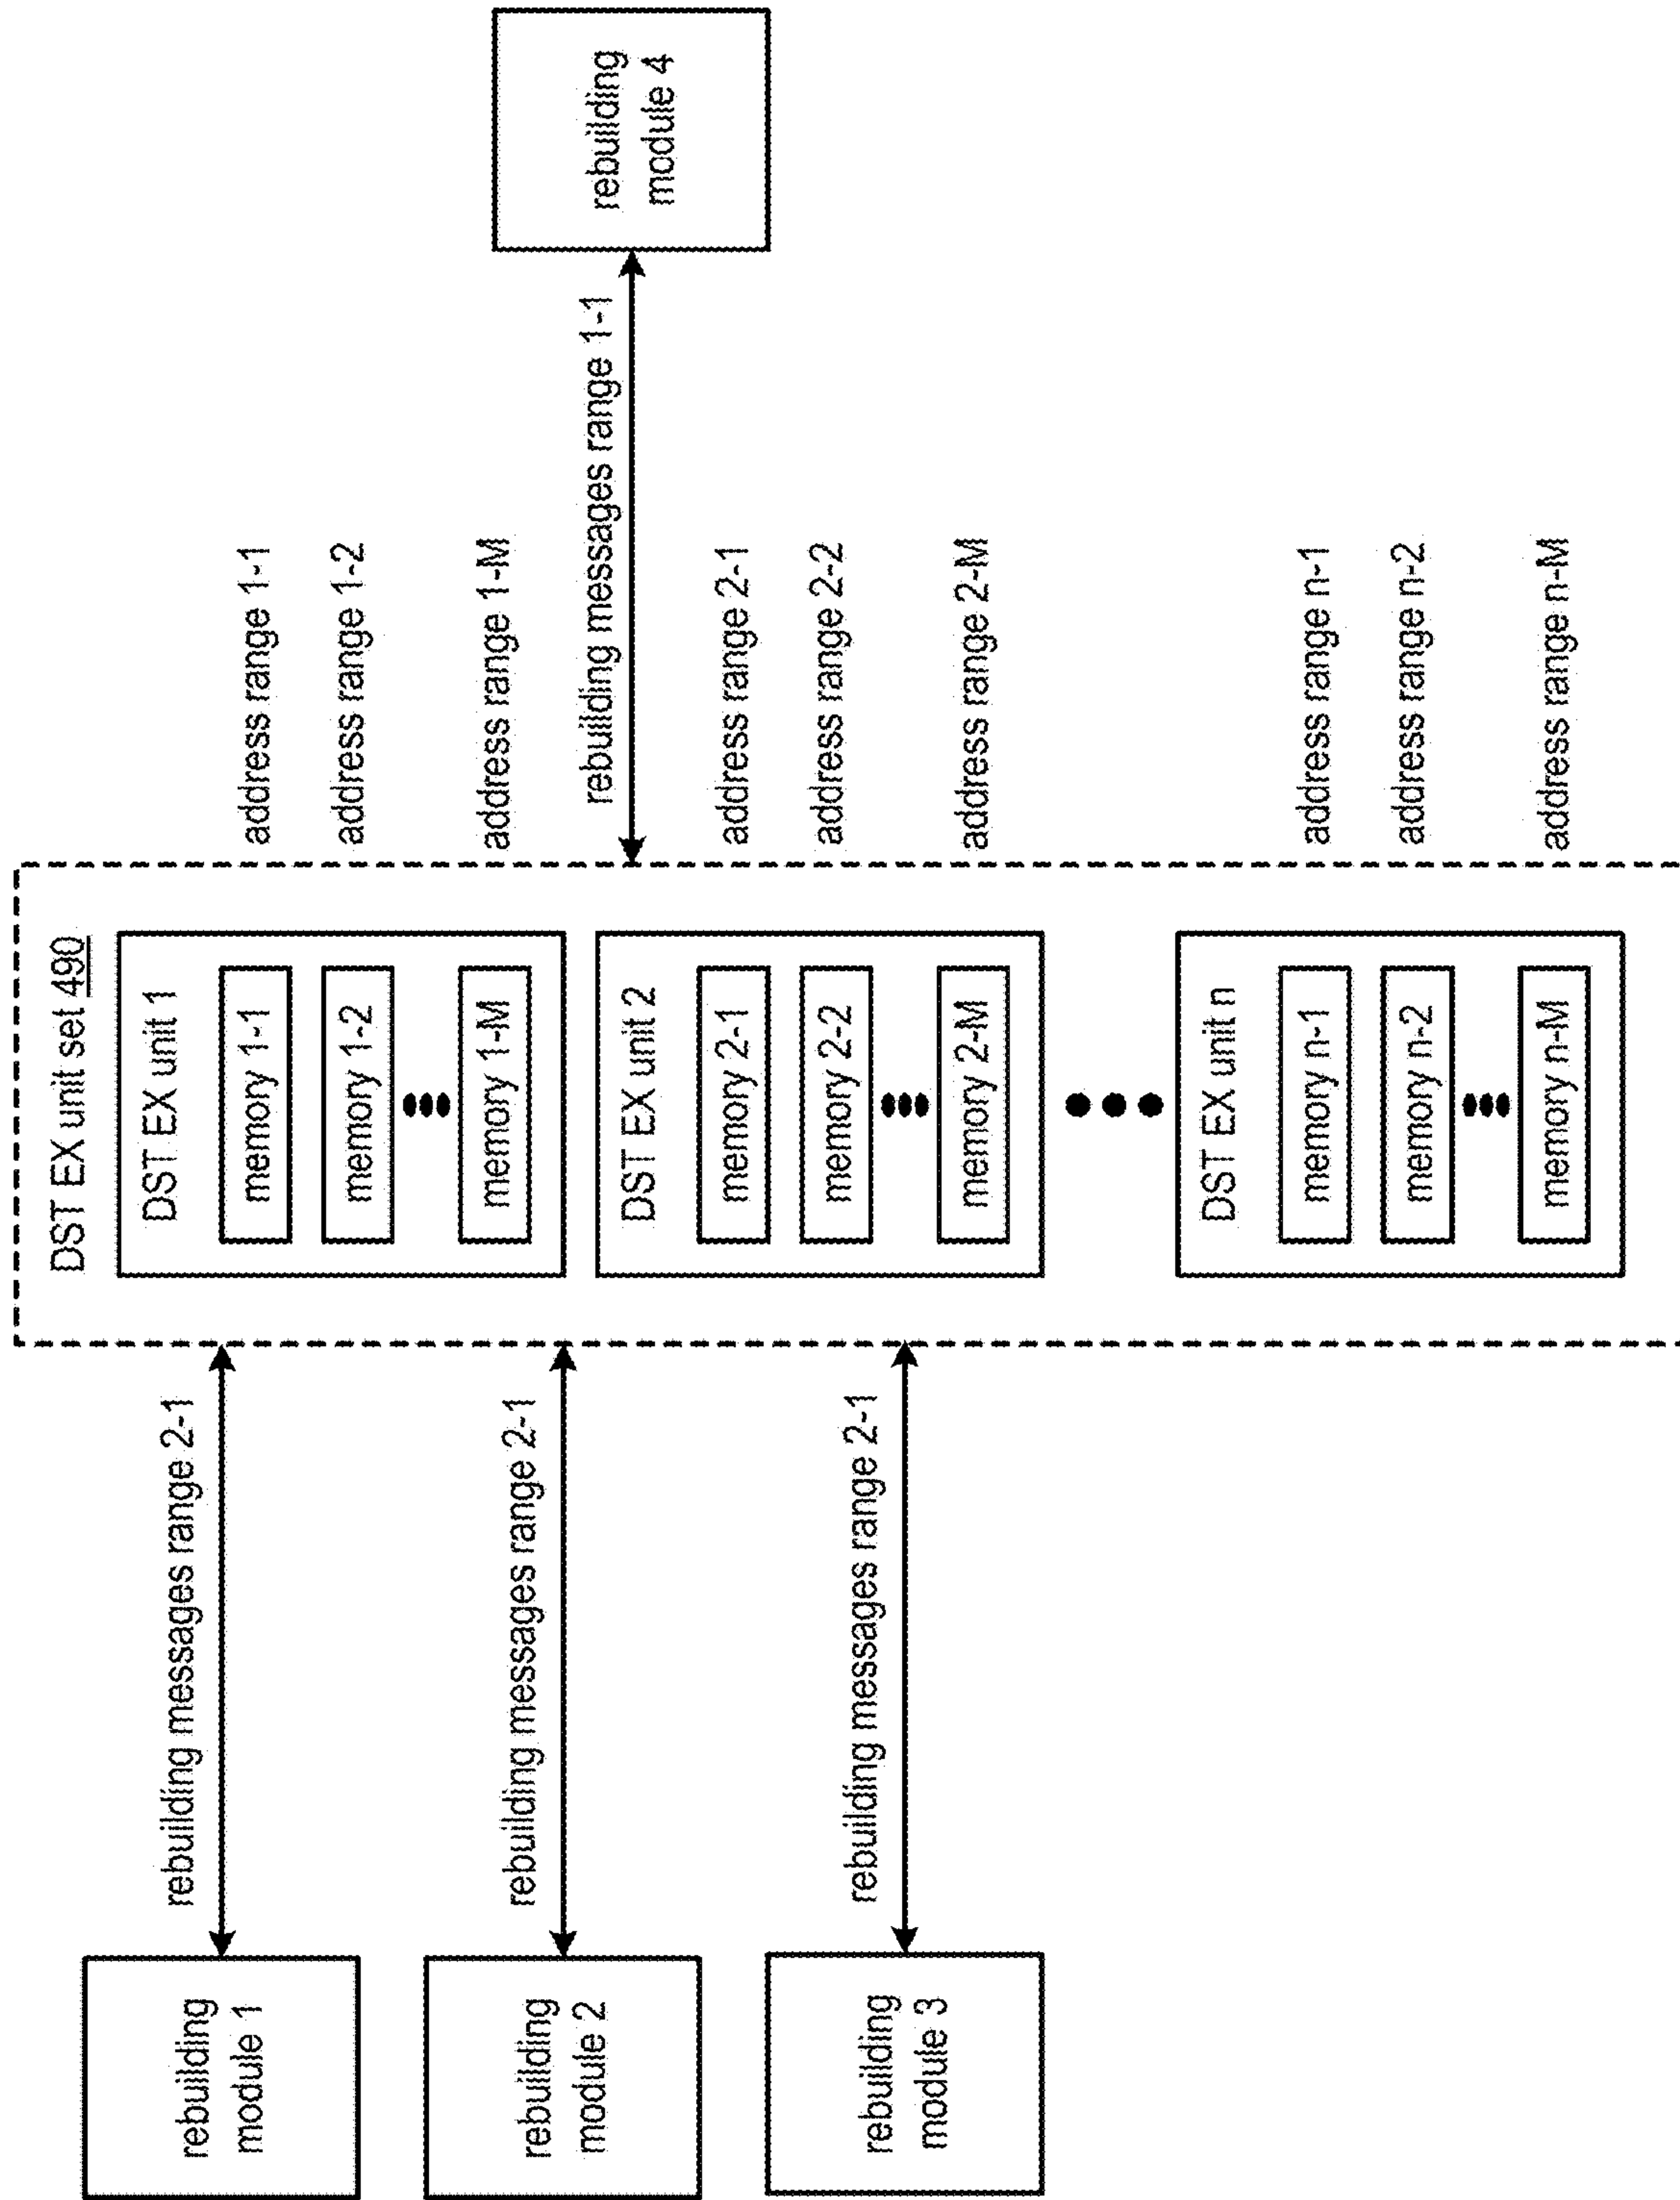 rebuilding
module 1
rebuilding messages range 2-1
rebuilding
module 2
rebuilding messages range 2-1
rebuilding
module 3
rebuilding messages range 2-1
DST EX unit set 490
DST EX unit 1
memory 1-1
memory 1-2
memory 1-M
DST EX unit 2
memory 2-1
memory 2-2
memory 2-M
DST EX unit n
memory n-1
memory n-2
memory n-M
address range 1-1
address range 1-2
address range 1-M
rebuilding messages range 1-1
address range 2-1
address range 2-2
address range 2-M
address range n-1
address range n-2
address range n-M
rebuilding
module 4